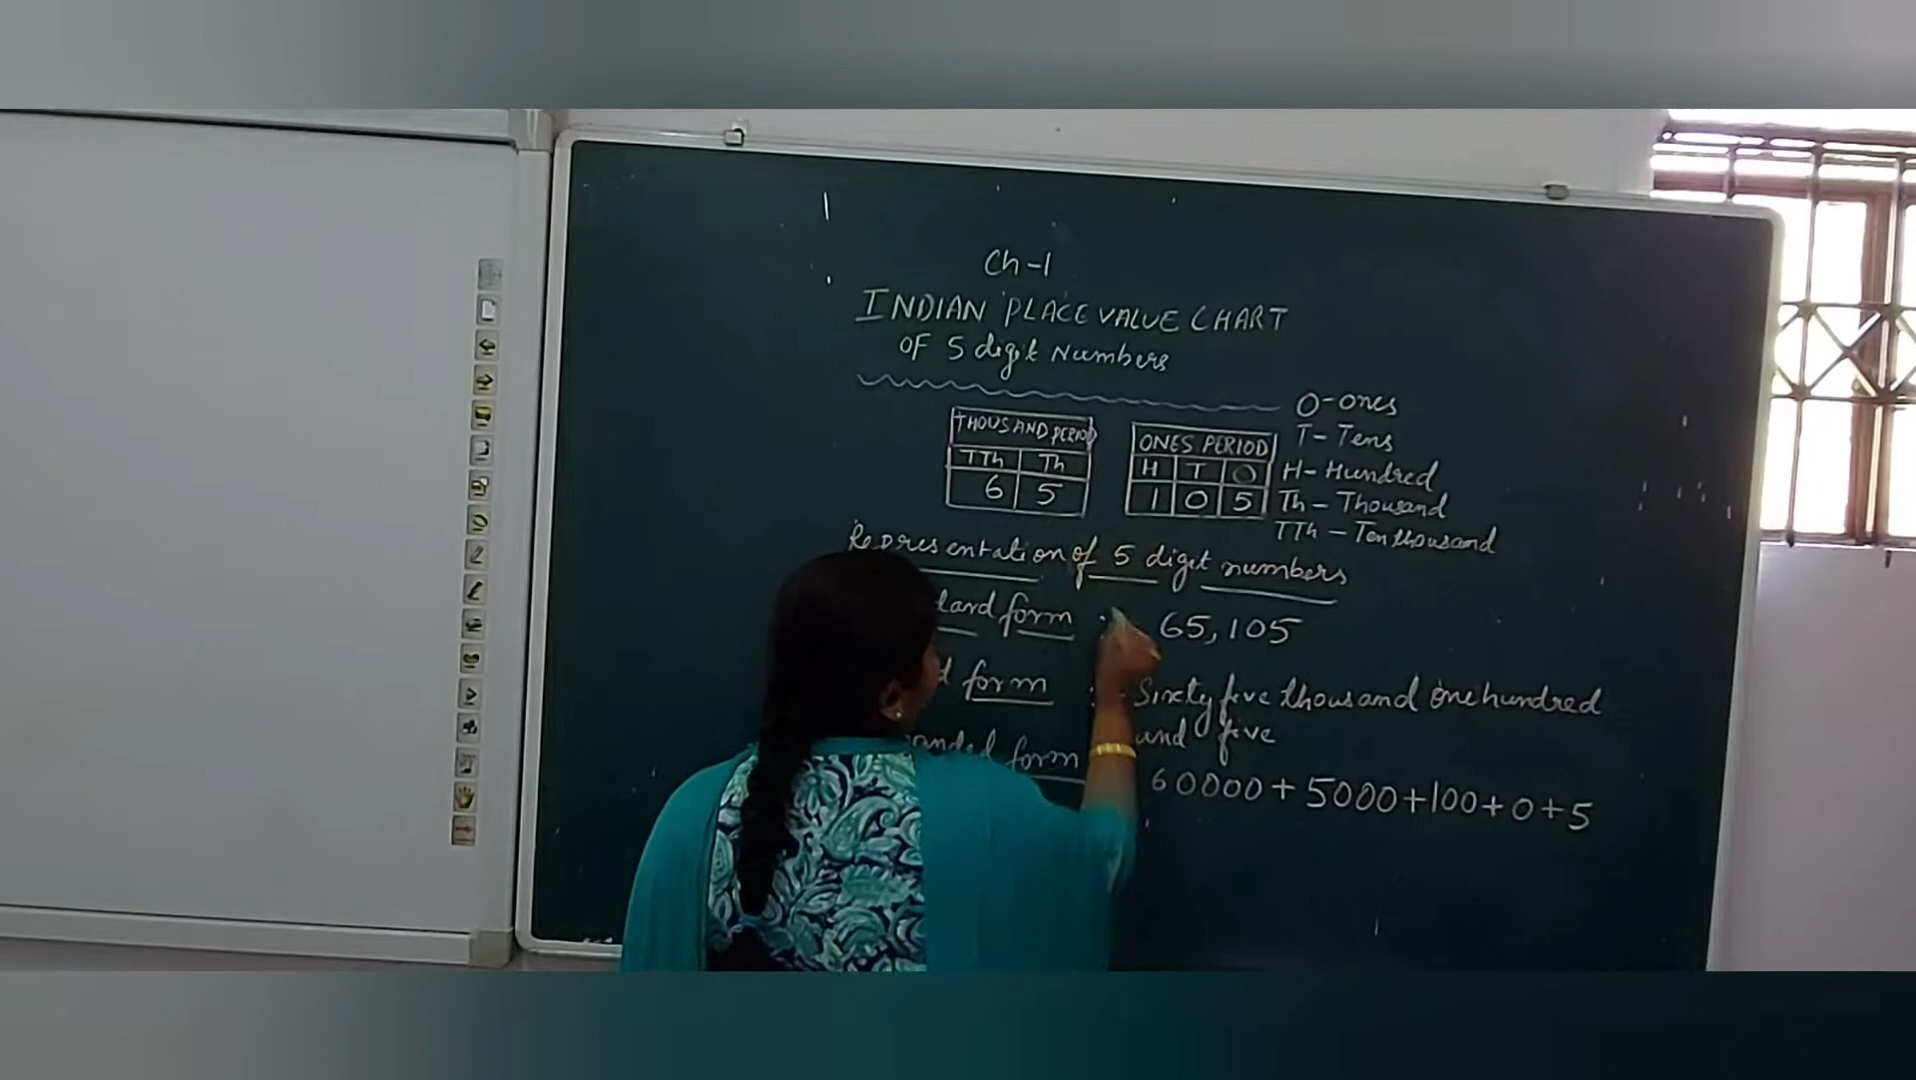 Ch-1
INDIAN PLACE VALUE CHART
OF 5 digit Numbers
THOUSAND PERIOD
TTh Th
6 5
ONES PERIOD
H T O
1 0 5
O-ones
T- Tens
H- Hundred
Th - Thousand
TTh - Ten thousand
Representation of 5 digit numbers
form : 65,105
form : Sixty five thousand one hundred
and five
form 60000+5000+100+0+5